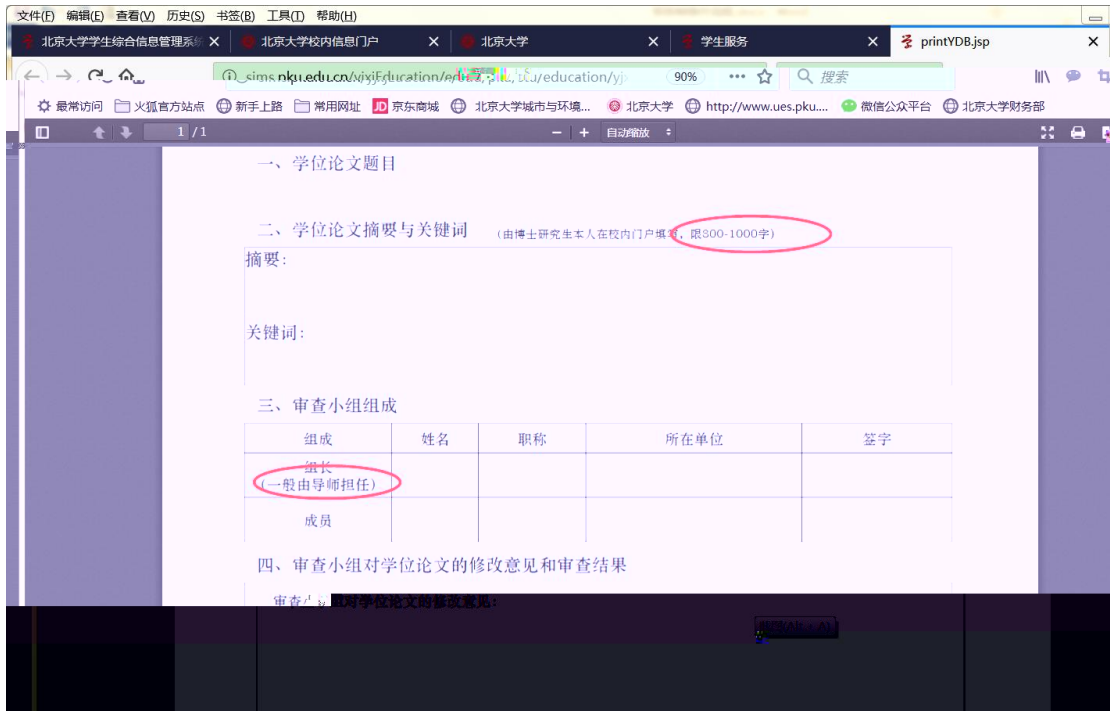 文件(F) 编辑(E) 查看(V) 历史(S) 书签(B) 工具(T) 帮助(H)
北京大学学生综合信息管理系统 北京大学校内信息门户 北京大学 学生服务 printYDB.jsp
sims.pku.edu.cn 90% 搜索
最常访问 火狐官方站点 新手上路 常用网址 JD 京东商城 北京大学城市与环境... 北京大学 http://www.ues.pku.... 微信公众平台 北京大学财务部
1 / 1 自动缩放
一、学位论文题目
二、学位论文摘要与关键词 (由博士研究生本人在校内门户填写，限800-1000字)
摘要：
关键词：
三、审查小组组成
组成 姓名 职称 所在单位 签字
组长
(一般由导师担任)
成员
四、审查小组对学位论文的修改意见和审查结果
审查小组对学位论文的修改意见：